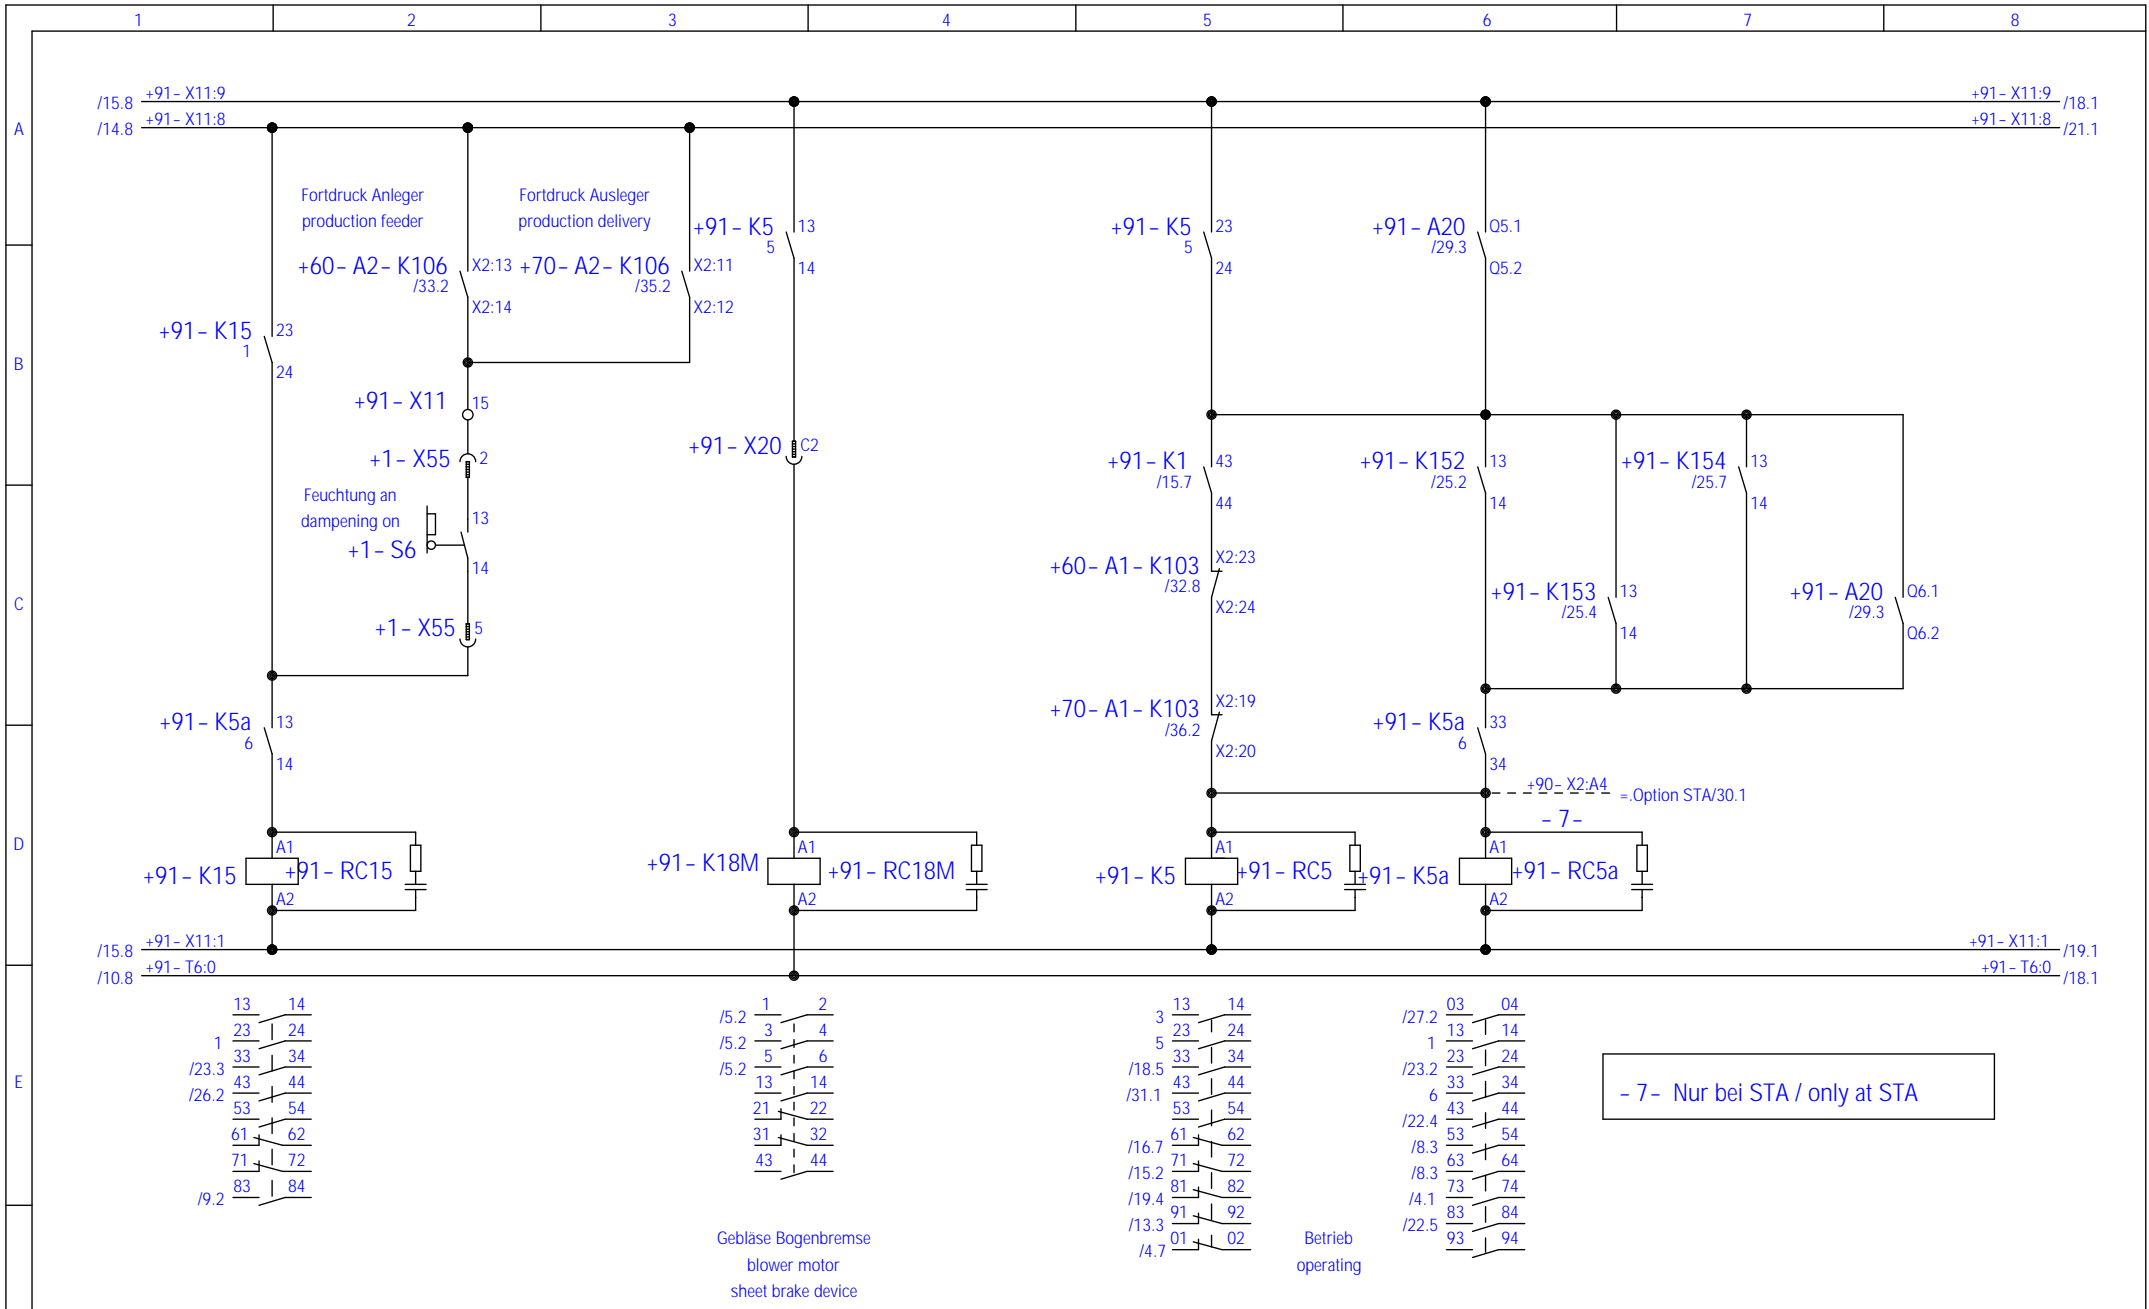 1 2 3 4 5 6 7 8
A
B
C
D
E
/15.8 +91-X11:9 +91-X11:9 /18.1
/14.8 +91-X11:8 +91-X11:8 /21.1
Fortdruck Anleger
production feeder
Fortdruck Ausleger
production delivery
+60-A2-K106
/33.2
X2:13
X2:14
+70-A2-K106
/35.2
X2:11
X2:12
+91-K5
5
13
14
+91-K5
5
23
24
+91-A20
/29.3
Q5.1
Q5.2
+91-K15
1
23
24
+91-X11 15
+1-X55 2
Feuchtung an
dampening on
+1-S6
13
14
+1-X55 5
+91-X20 C2
+91-K1
/15.7
43
44
+91-K152
/25.2
13
14
+91-K154
/25.7
13
14
+60-A1-K103
/32.8
X2:23
X2:24
+91-K153
/25.4
13
14
+91-A20
/29.3
Q6.1
Q6.2
+91-K5a
6
13
14
+70-A1-K103
/36.2
X2:19
X2:20
+91-K5a
6
33
34
+90-X2:A4
=.Option STA/30.1
-7-
+91-K15
A1
A2
+91-RC15
+91-K18M
A1
A2
+91-RC18M
+91-K5
A1
A2
+91-RC5
+91-K5a
A1
A2
+91-RC5a
/15.8 +91-X11:1 +91-X11:1 /19.1
/10.8 +91-T6:0 +91-T6:0 /18.1
13 14
1 23 24
/23.3 33 34
/26.2 43 44
53 54
61 62
71 72
/9.2 83 84
/5.2 1 2
/5.2 3 4
/5.2 5 6
13 14
21 22
31 32
43 44
Gebläse Bogenbremse
blower motor
sheet brake device
3 13 14
5 23 24
/18.5 33 34
/31.1 43 44
53 54
/16.7 61 62
/15.2 71 72
/19.4 81 82
/13.3 91 92
/4.7 01 02
Betrieb
operating
/27.2 03 04
1 13 14
/23.2 23 24
6 33 34
/22.4 43 44
/8.3 53 54
/8.3 63 64
/4.1 73 74
/22.5 83 84
93 94
-7- Nur bei STA / only at STA